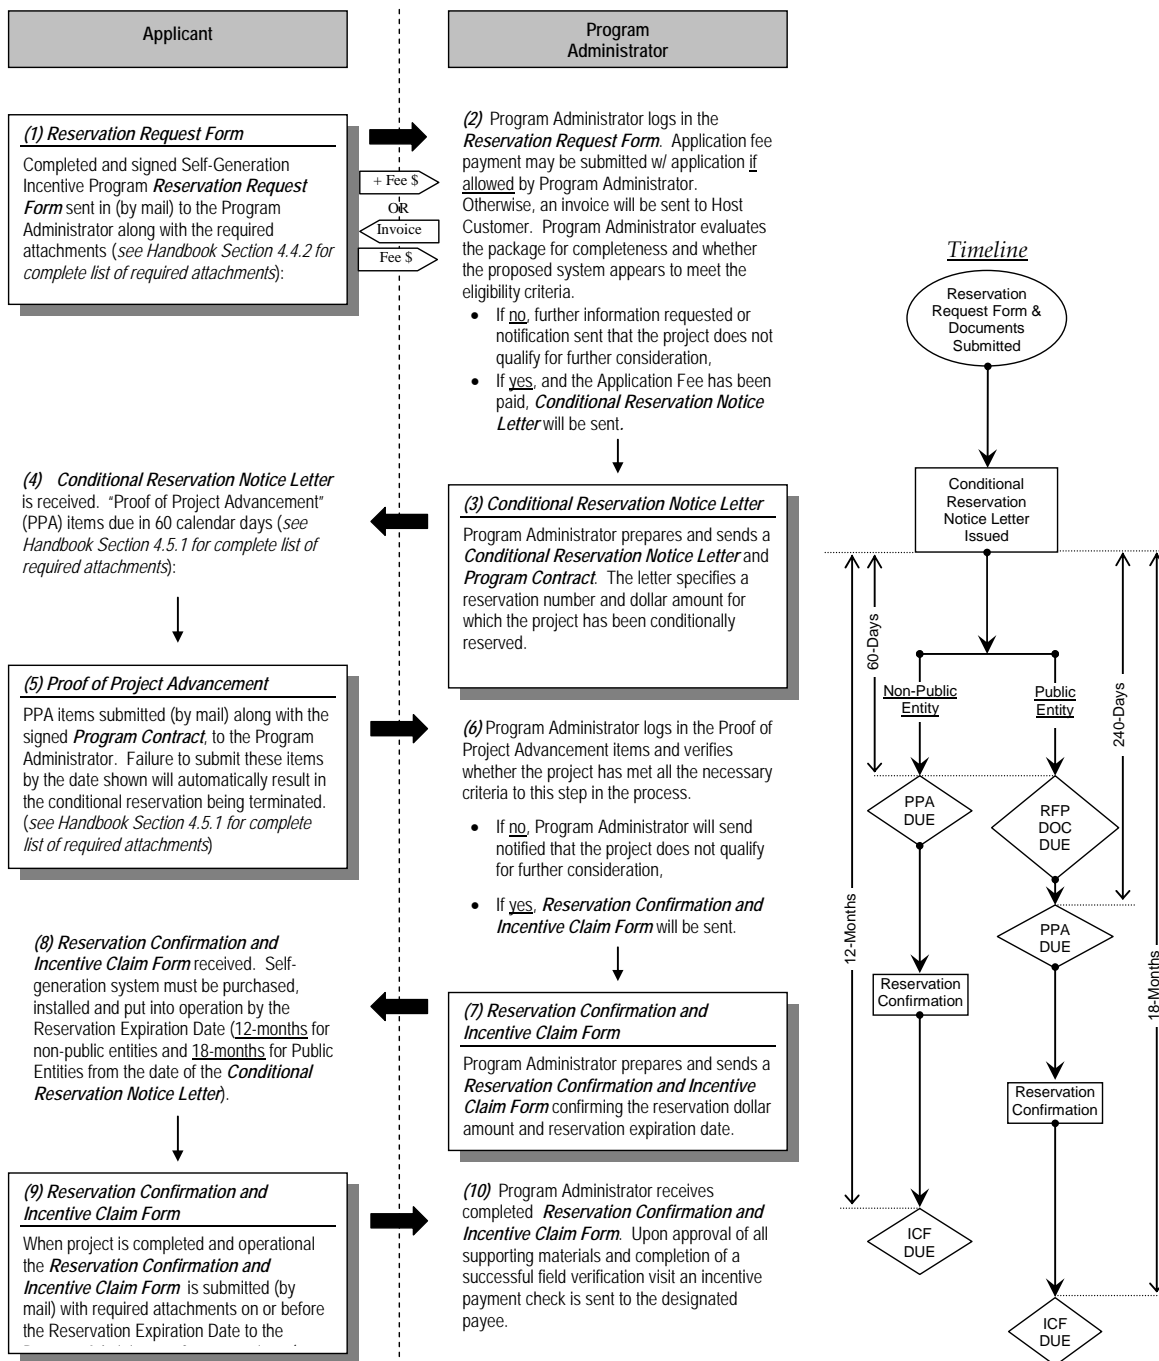 Applicant
Program
Administrator
(1) Reservation Request Form
Completed and signed Self-Generation
Incentive Program Reservation Request
Form sent in (by mail) to the Program
Administrator along with the required
attachments (see Handbook Section 4.4.2 for
complete list of required attachments):
+ Fee $
OR
Invoice
Fee $
(2) Program Administrator logs in the
Reservation Request Form. Application fee
payment may be submitted w/ application if
allowed by Program Administrator.
Otherwise, an invoice will be sent to Host
Customer. Program Administrator evaluates
the package for completeness and whether
the proposed system appears to meet the
eligibility criteria.
• If no, further information requested or
notification sent that the project does not
qualify for further consideration,
• If yes, and the Application Fee has been
paid, Conditional Reservation Notice
Letter will be sent.
(4) Conditional Reservation Notice Letter
is received. "Proof of Project Advancement"
(PPA) items due in 60 calendar days (see
Handbook Section 4.5.1 for complete list of
required attachments):
(3) Conditional Reservation Notice Letter
Program Administrator prepares and sends a
Conditional Reservation Notice Letter and
Program Contract. The letter specifies a
reservation number and dollar amount for
which the project has been conditionally
reserved.
(5) Proof of Project Advancement
PPA items submitted (by mail) along with the
signed Program Contract, to the Program
Administrator. Failure to submit these items
by the date shown will automatically result in
the conditional reservation being terminated.
(see Handbook Section 4.5.1 for complete
list of required attachments)
(6) Program Administrator logs in the Proof of
Project Advancement items and verifies
whether the project has met all the necessary
criteria to this step in the process.
• If no, Program Administrator will send
notified that the project does not qualify
for further consideration,
• If yes, Reservation Confirmation and
Incentive Claim Form will be sent.
(8) Reservation Confirmation and
Incentive Claim Form received. Self-
generation system must be purchased,
installed and put into operation by the
Reservation Expiration Date (12-months for
non-public entities and 18-months for Public
Entities from the date of the Conditional
Reservation Notice Letter).
(7) Reservation Confirmation and
Incentive Claim Form
Program Administrator prepares and sends a
Reservation Confirmation and Incentive
Claim Form confirming the reservation dollar
amount and reservation expiration date.
(9) Reservation Confirmation and
Incentive Claim Form
When project is completed and operational
the Reservation Confirmation and
Incentive Claim Form is submitted (by
mail) with required attachments on or before
the Reservation Expiration Date to the
(10) Program Administrator receives
completed Reservation Confirmation and
Incentive Claim Form. Upon approval of all
supporting materials and completion of a
successful field verification visit an incentive
payment check is sent to the designated
payee.
Timeline
Reservation
Request Form &
Documents
Submitted
Conditional
Reservation
Notice Letter
Issued
60-Days
Non-Public
Entity
Public
Entity
240-Days
PPA
DUE
RFP
DOC
DUE
PPA
DUE
12-Months
18-Months
Reservation
Confirmation
Reservation
Confirmation
ICF
DUE
ICF
DUE